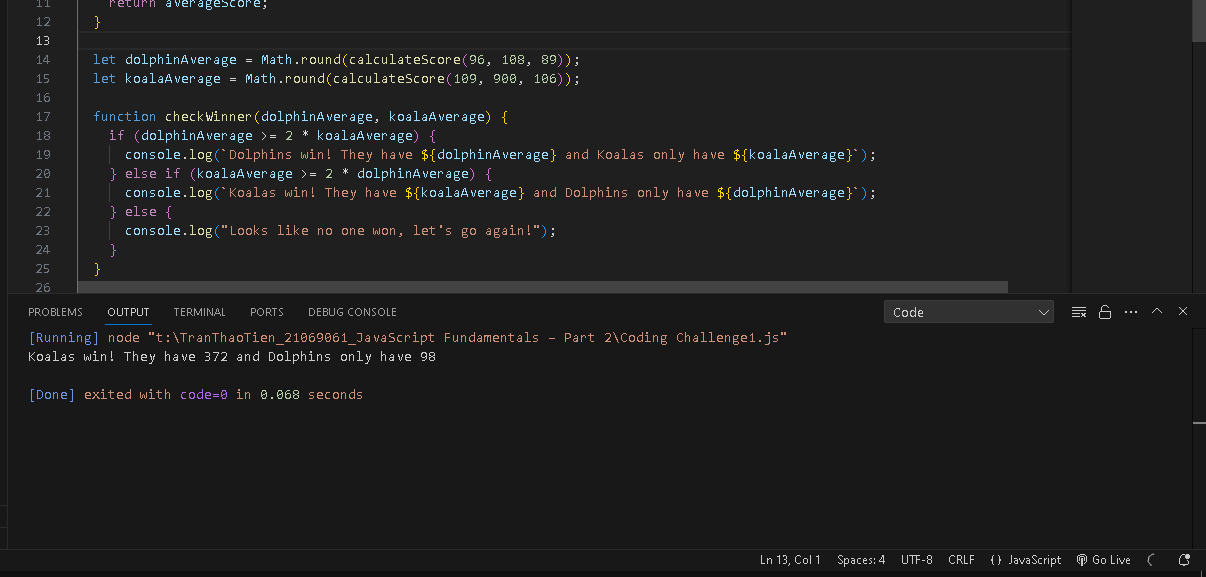 11 return averageScore;
12 }
13
14 let dolphinAverage = Math.round(calculateScore(96, 108, 89));
15 let koalaAverage = Math.round(calculateScore(109, 900, 106));
16
17 function checkWinner(dolphinAverage, koalaAverage) {
18 if (dolphinAverage >= 2 * koalaAverage) {
19 console.log(`Dolphins win! They have ${dolphinAverage} and Koalas only have ${koalaAverage}`);
20 } else if (koalaAverage >= 2 * dolphinAverage) {
21 console.log(`Koalas win! They have ${koalaAverage} and Dolphins only have ${dolphinAverage}`);
22 } else {
23 console.log("Looks like no one won, let's go again!");
24 }
25 }
26
PROBLEMS OUTPUT TERMINAL PORTS DEBUG CONSOLE Code
[Running] node "t:\TranThaoTien_21069061_JavaScript Fundamentals – Part 2\Coding Challenge1.js"
Koalas win! They have 372 and Dolphins only have 98
[Done] exited with code=0 in 0.068 seconds
Ln 13, Col 1 Spaces: 4 UTF-8 CRLF {} JavaScript Go Live